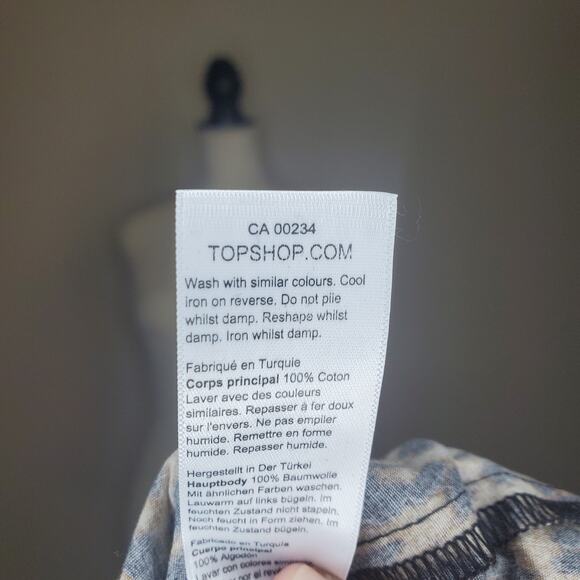 CA 00234
TOPSHOP.COM
Wash with similar colours. Cool
iron on reverse. Do not plie
whilst damp. Reshape whilst
damp. Iron whilst damp.
Fabriqué en Turquie
Corps principal 100% Coton
Laver avec des couleurs
similaires. Repasser à fer doux
sur l'envers. Ne pas empiler
humide. Remettre en forme
humide. Repasser humide.
Hergestellt in Der Türkei
Hauptbody 100% Baumwolle
Mit ähnlichen Farben waschen.
Lauwarm auf links bügeln. Im
feuchten Zustand nicht stapeln.
Noch feucht in Form ziehen. Im
feuchten Zustand bügeln.
Fabricado en Turquía
Cuerpo principal
100% Algodón
Lavar con colores